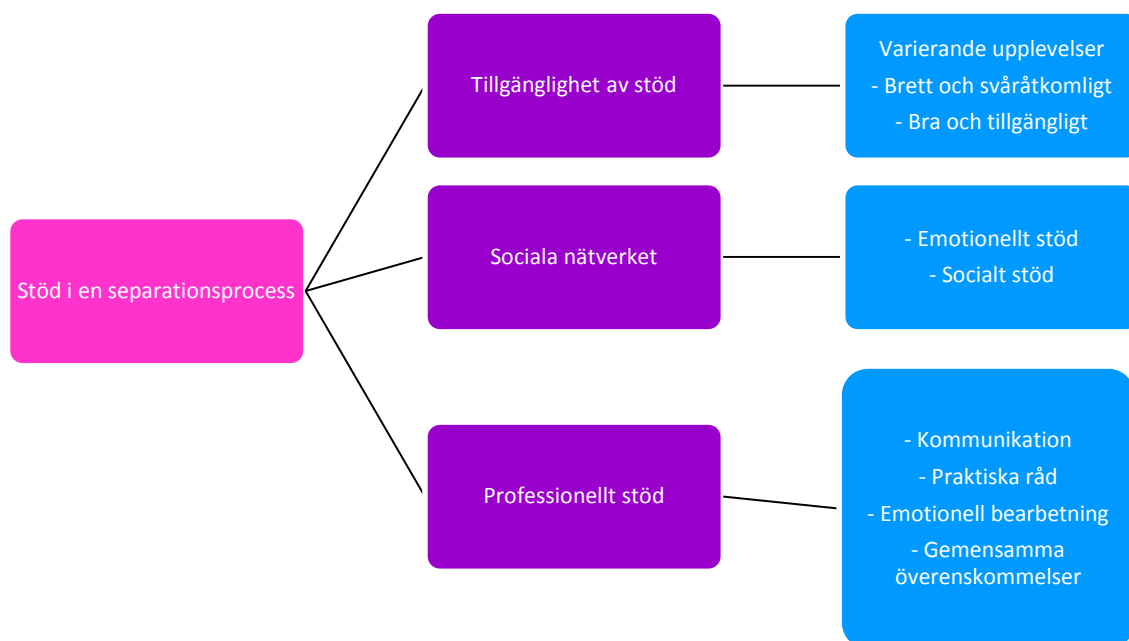 Stöd i en separationsprocess
Tillgänglighet av stöd
Varierande upplevelser
- Brett och svåråtkomligt
- Bra och tillgängligt
Sociala nätverket
- Emotionellt stöd
- Socialt stöd
Professionellt stöd
- Kommunikation
- Praktiska råd
- Emotionell bearbetning
- Gemensamma
överenskommelser